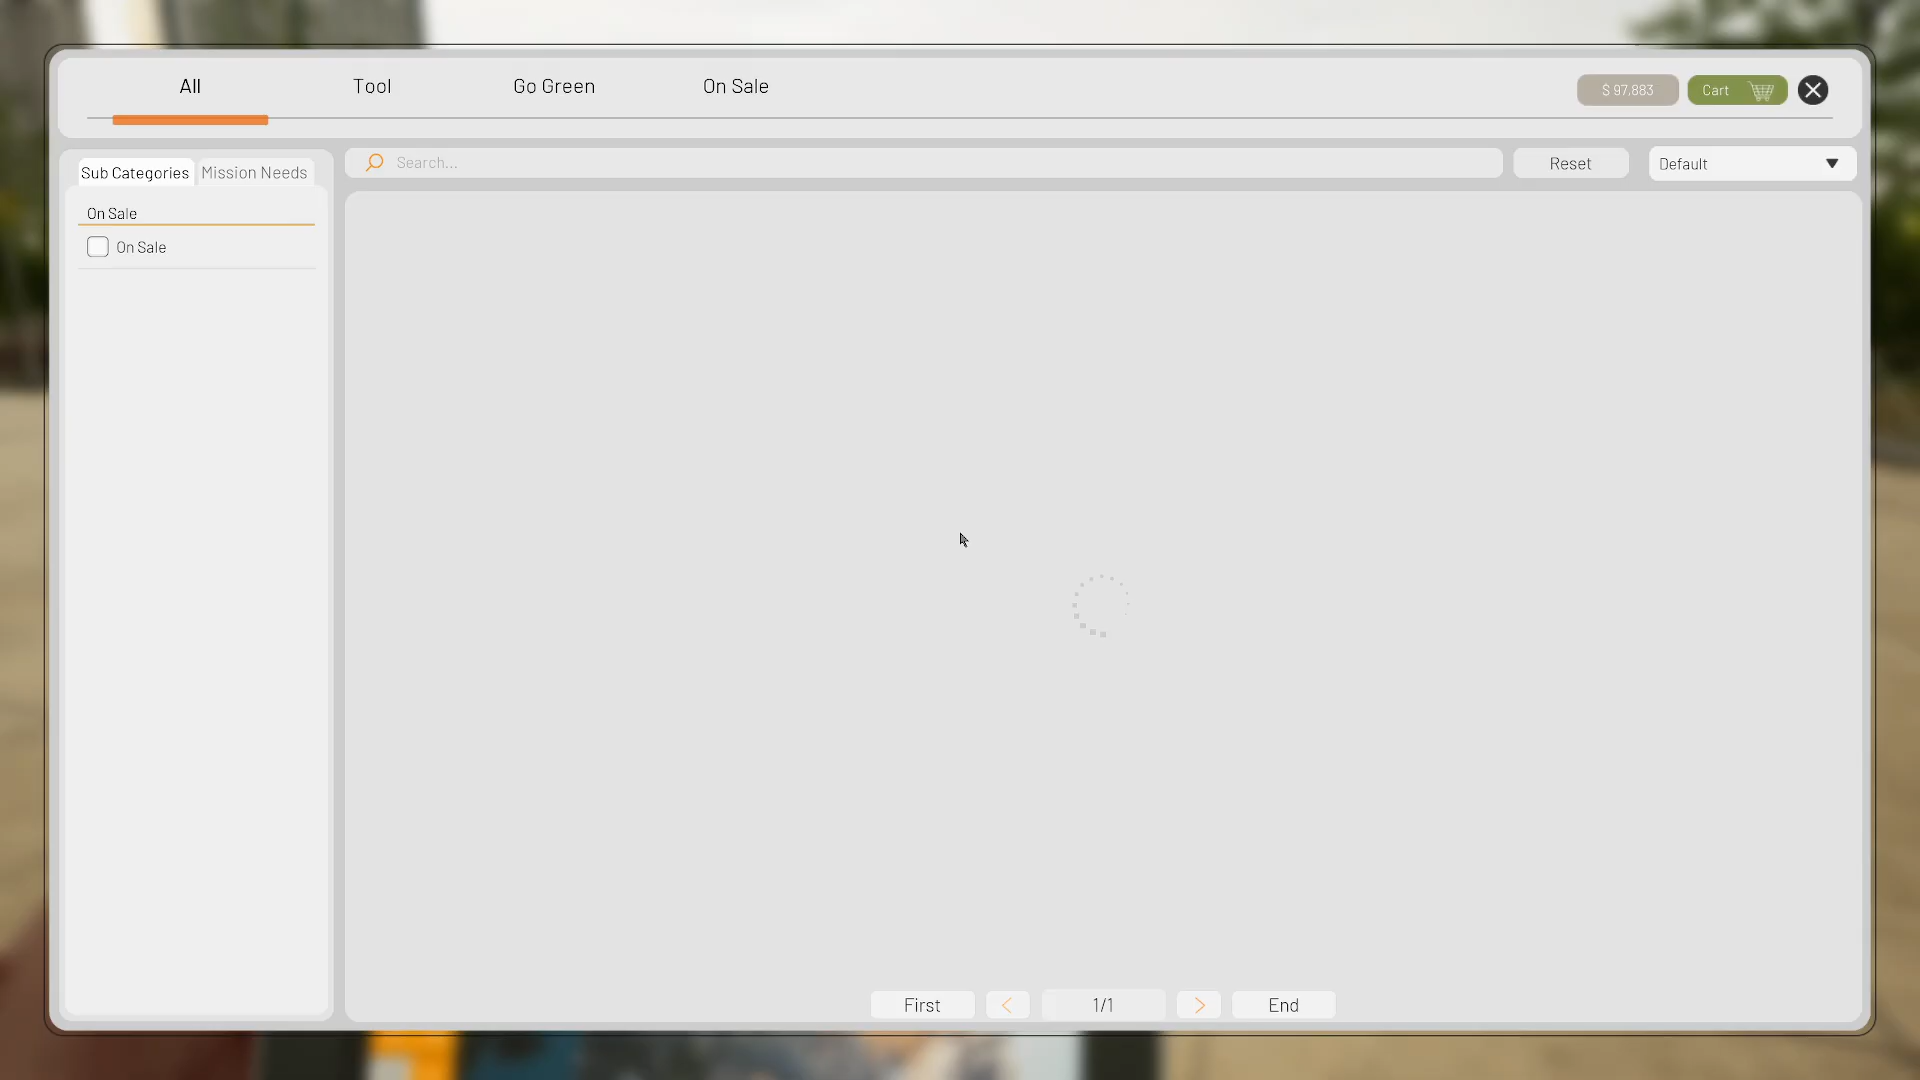 All
Tool
Go Green
On Sale
$ 97,883
Cart
Sub Categories
Mission Needs
Search...
Reset
Default
On Sale
On Sale
First
1/1
End